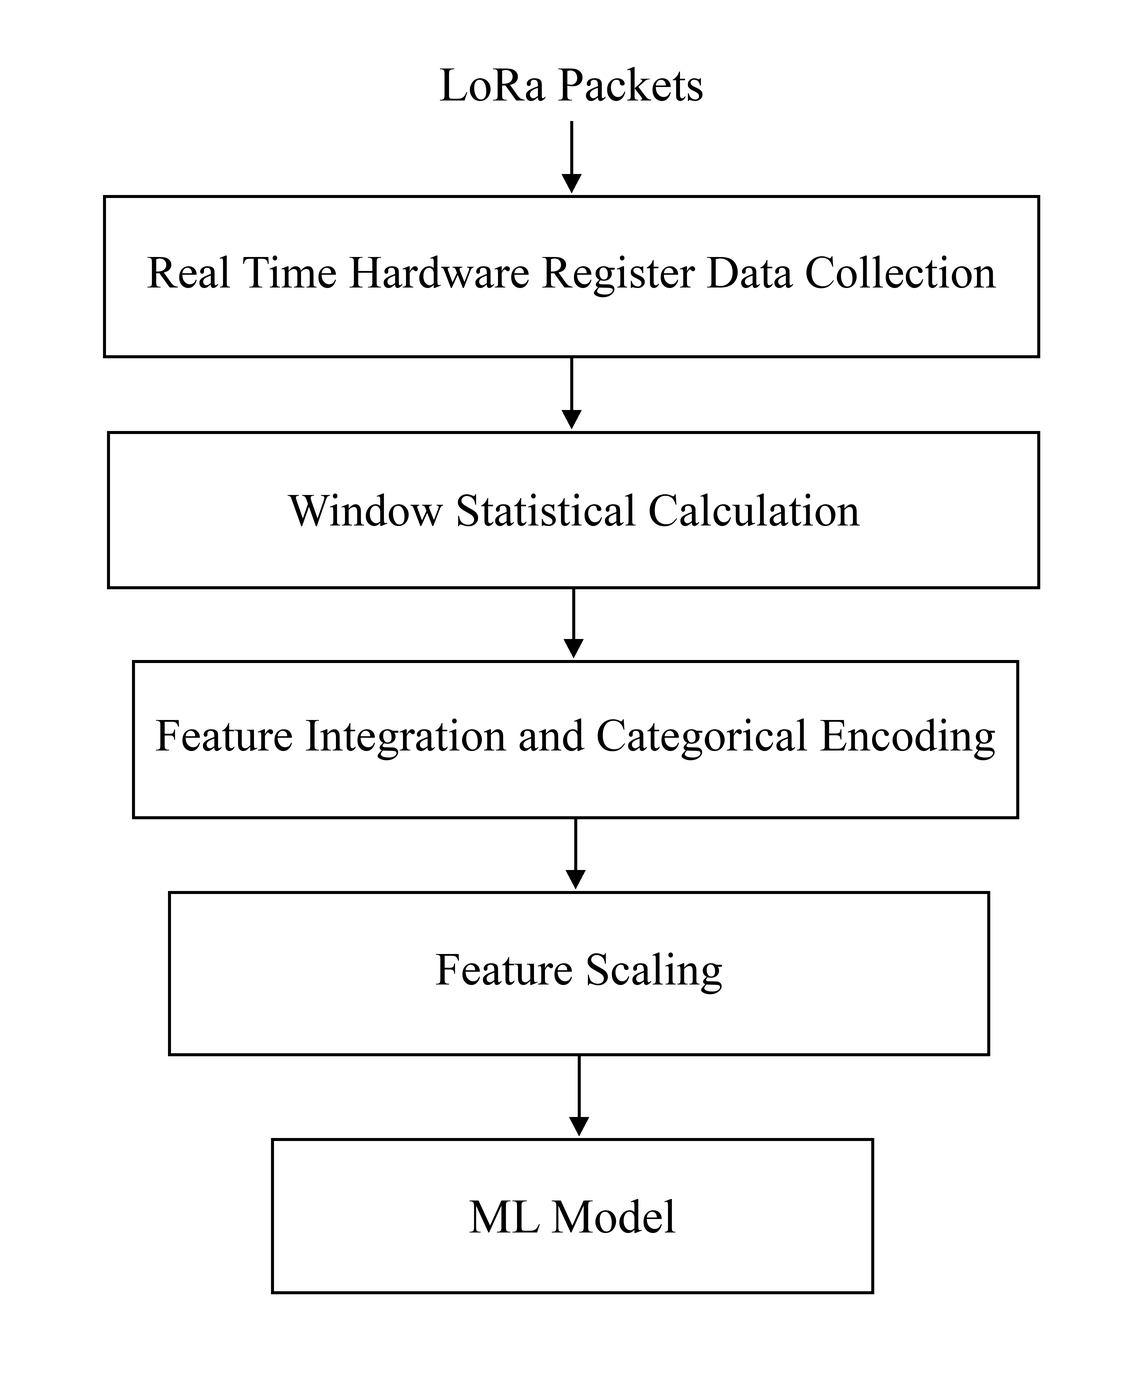 LoRa Packets
Real Time Hardware Register Data Collection
Window Statistical Calculation
Feature Integration and Categorical Encoding
Feature Scaling
ML Model